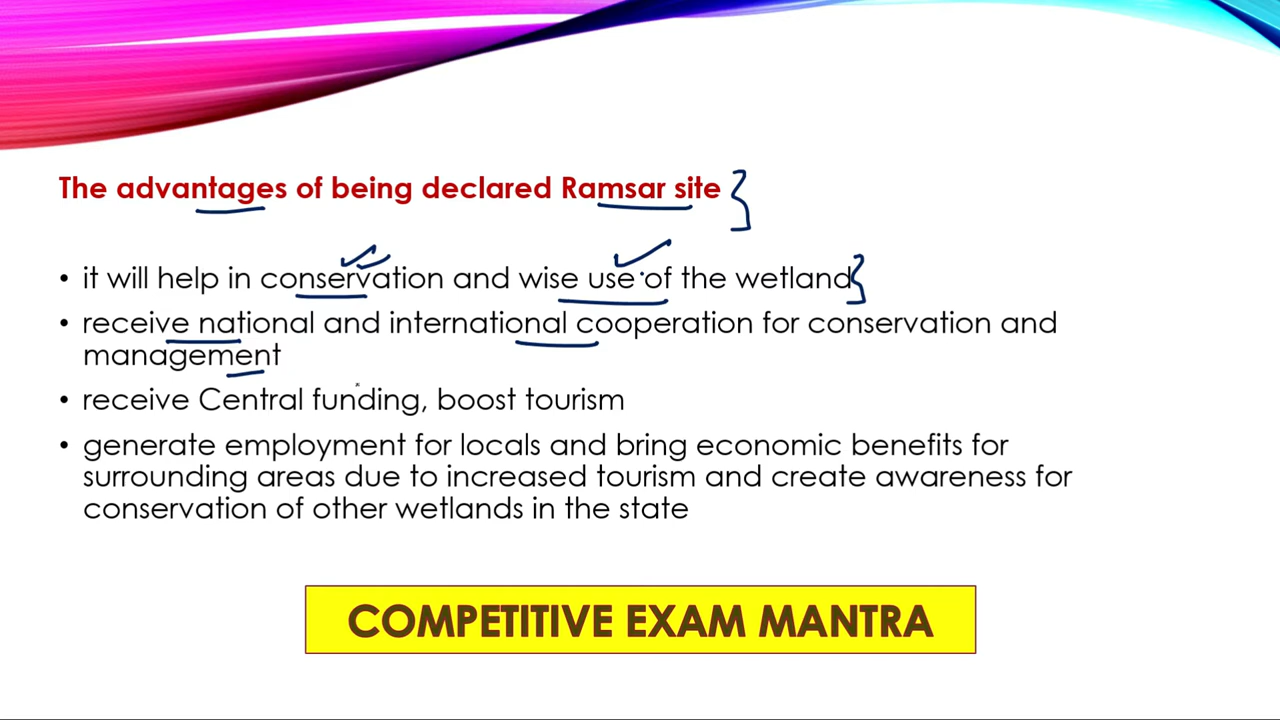 The advantages of being declared Ramsar site
• it will help in conservation and wise use of the wetland
• receive national and international cooperation for conservation and
management
• receive Central funding, boost tourism
• generate employment for locals and bring economic benefits for
surrounding areas due to increased tourism and create awareness for
conservation of other wetlands in the state
COMPETITIVE EXAM MANTRA